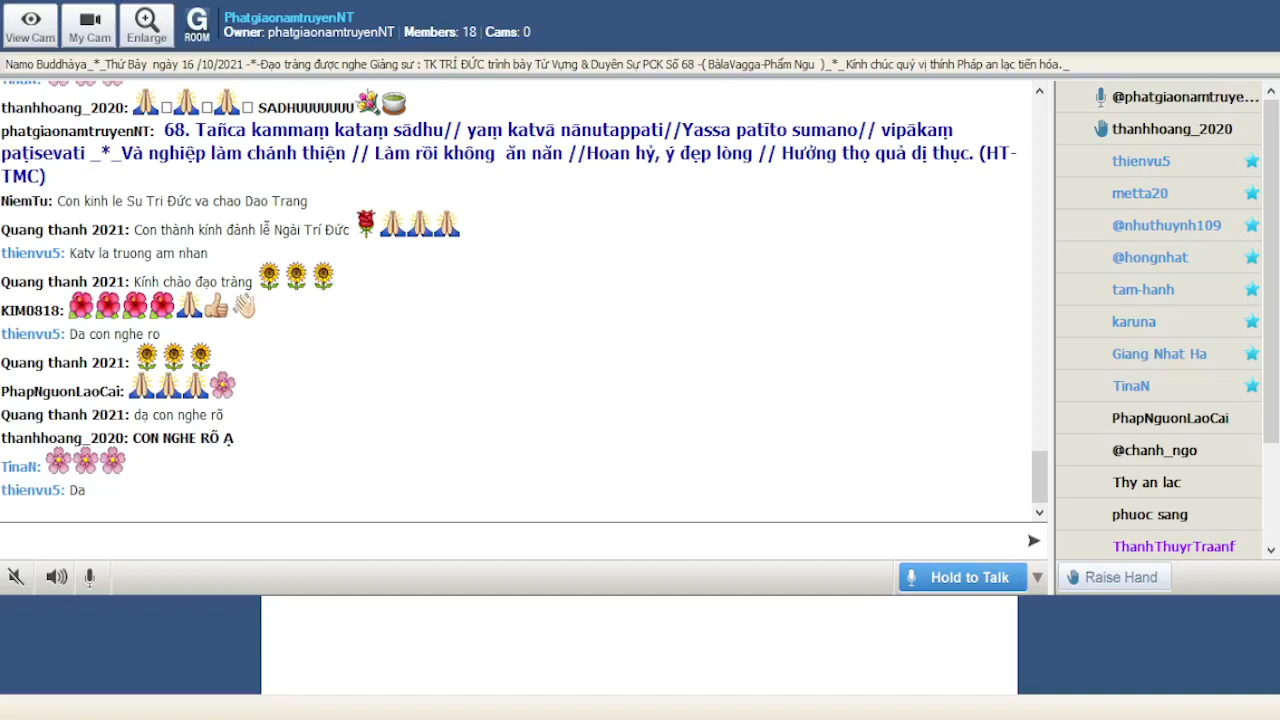 View Cam
My Cam
Enlarge
G
ROOM
PhatgiaonamtruyenNT
Owner: phatgiaonamtruyenNT | Members: 18 | Cams: 0
Namo Buddhàya_*_Thứ Bảy ngày 16 /10/2021 -*-Đạo tràng được nghe Giảng sư : TK TRÍ ĐỨC trình bày Từ Vựng & Duyên Sự PCK Số 68 -( BàlaVagga-Phẩm Ngu )_*_ Kính chúc quý vị thính Pháp an lạc tiến hóa._
thanhhoang_2020: 🙏🙏🙏 SADHUUUUUUU💐🍵
phatgiaonamtruyenNT: 68. Tañca kammaṃ kataṃ sādhu// yaṃ katvā nānutappati//Yassa patīto sumano// vipākaṃ
paṭisevati _*_Và nghiệp làm chánh thiện // Làm rồi không ăn năn //Hoan hỷ, ý đẹp lòng // Hưởng thọ quả dị thục. (HT-
TMC)
NiemTu: Con kinh le Su Tri Đức va chao Dao Trang
Quang thanh 2021: Con thành kính đảnh lễ Ngài Trí Đức 🌹🙏🙏🙏
thienvu5: Katv la truong am nhan
Quang thanh 2021: Kính chào đạo tràng 🌻🌻🌻
KIM0818: 🌺🌺🌺🌺🙏👍👋
thienvu5: Da con nghe ro
Quang thanh 2021: 🌻🌻🌻
PhapNguonLaoCai: 🙏🙏🙏🌸
Quang thanh 2021: dạ con nghe rõ
thanhhoang_2020: CON NGHE RÕ Ạ
TinaN: 🌸🌸🌸
thienvu5: Da
Hold to Talk
@phatgiaonamtruye...
thanhhoang_2020
thienvu5
metta20
@nhuthuynh109
@hongnhat
tam-hanh
karuna
Giang Nhat Ha
TinaN
PhapNguonLaoCai
@chanh_ngo
Thy an lac
phuoc sang
ThanhThuyrTraanf
Raise Hand